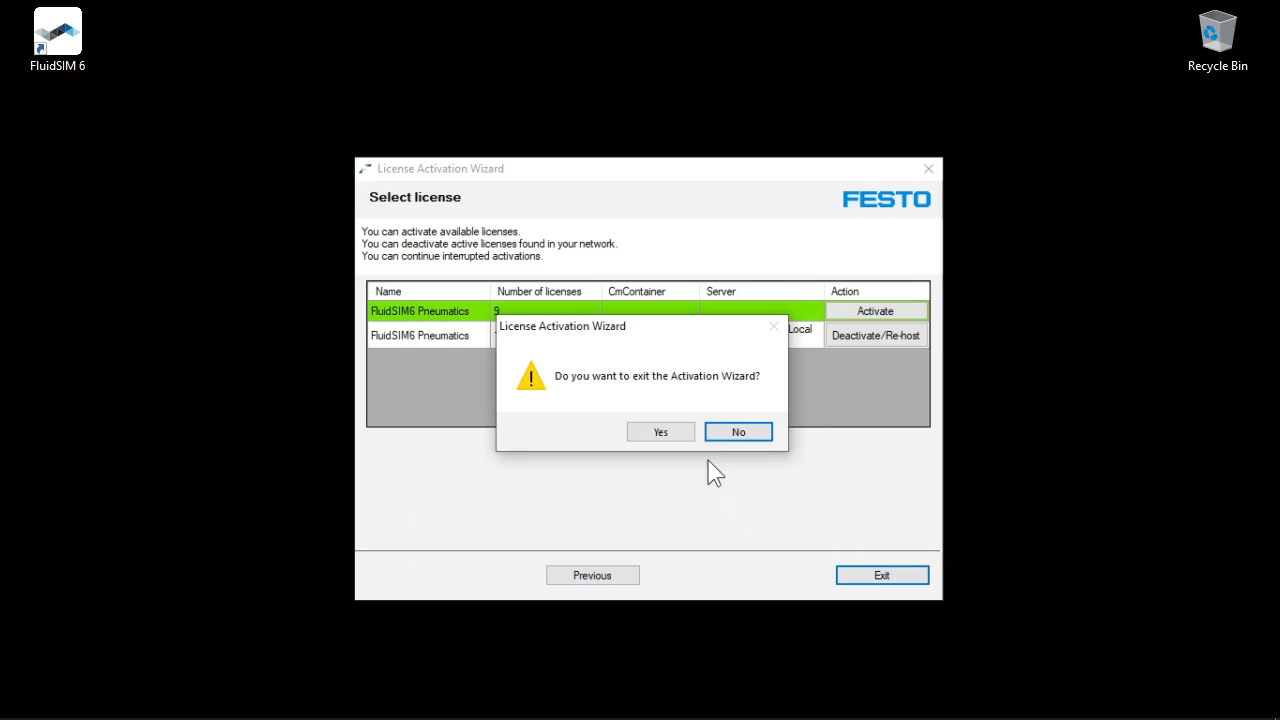 FluidSIM 6
Recycle Bin
License Activation Wizard
Select license
FESTO
You can activate available licenses.
You can deactivate active licenses found in your network.
You can continue interrupted activations.
Name Number of licenses CmContainer Server Action
FluidSIM6 Pneumatics 9 Activate
FluidSIM6 Pneumatics Local Deactivate/Re-host
License Activation Wizard
Do you want to exit the Activation Wizard?
Yes No
Previous Exit